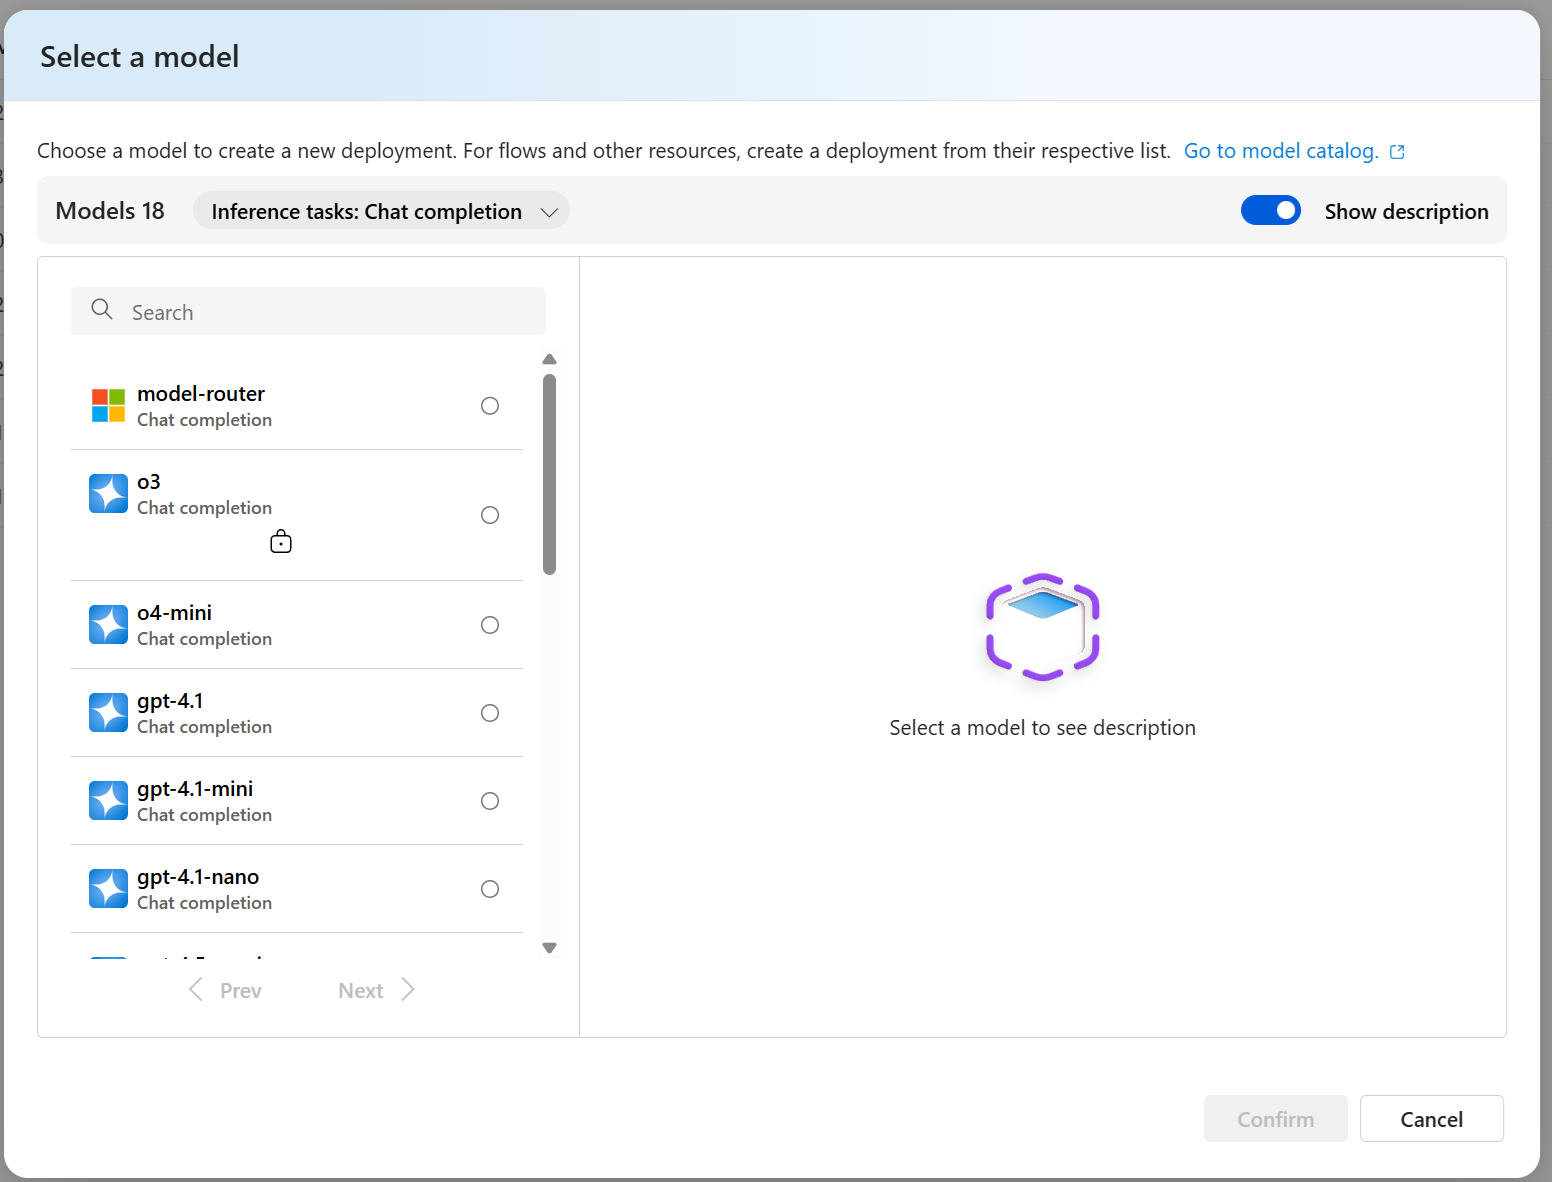 Select a model
Choose a model to create a new deployment. For flows and other resources, create a deployment from their respective list. Go to model catalog.
Models 18
Inference tasks: Chat completion
Show description
Search
model-router
Chat completion
o3
Chat completion
o4-mini
Chat completion
gpt-4.1
Chat completion
gpt-4.1-mini
Chat completion
gpt-4.1-nano
Chat completion
Prev
Next
Select a model to see description
Confirm
Cancel